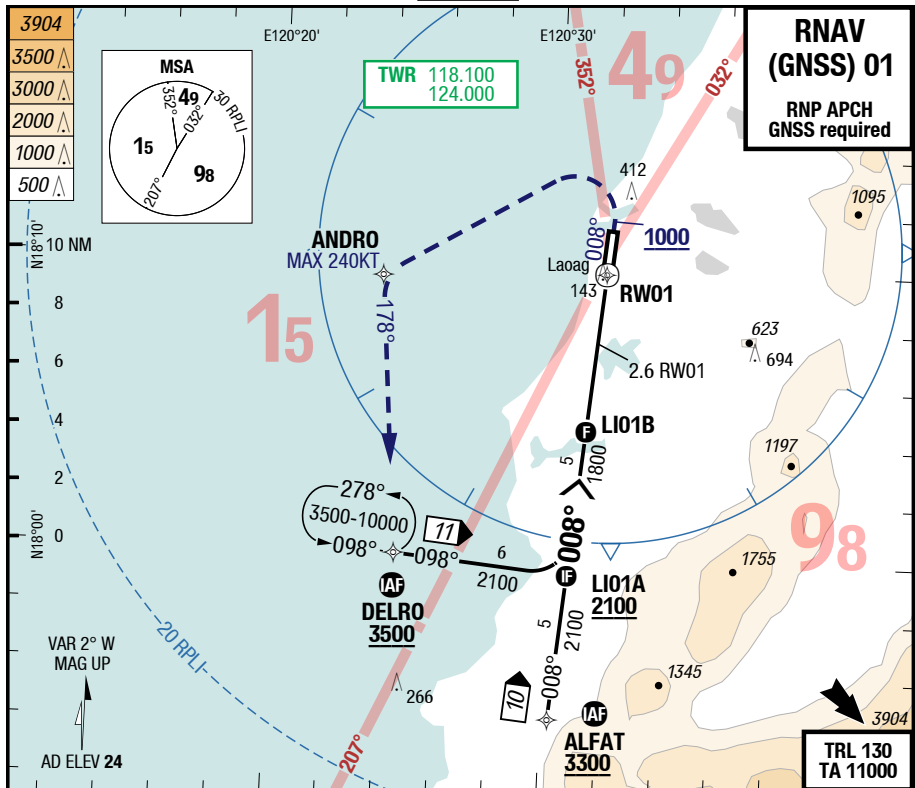 3904
3500
3000
2000
1000
500
MSA
352°
49
032°
30 RPLI
15
98
207°
E120°20'
E120°30'
TWR 118.100
124.000
RNAV
(GNSS) 01
RNP APCH
GNSS required
352°
49
032°
412
1095
N18°10'
10 NM
8
6
4
2
0
N18°00'
ANDRO
MAX 240KT
178°
008°
1000
Laoag
143
RW01
15
623
694
2.6 RW01
LI01B
F
5
1800
1197
278°
3500-10000
098°
098°
11
6
2100
008°
98
1755
IAF
DELRO
3500
IF
LI01A
2100
5
2100
008°
10
1345
20 RPLI
VAR 2° W
MAG UP
AD ELEV 24
266
207°
IAF
ALFAT
3300
3904
TRL 130
TA 11000